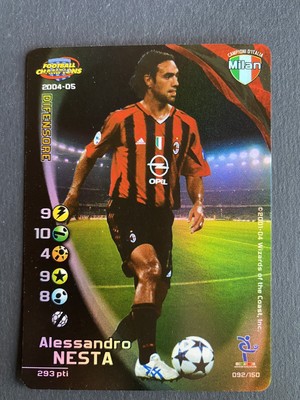 FOOTBALL
CHAMPIONS
2004-05
CAMPIONI D'ITALIA
Milan
DIFENSORE
OPEL
9
10
4
9
8
©2001-04 Wizards of the Coast, Inc.
Alessandro
NESTA
293 pti
092/150